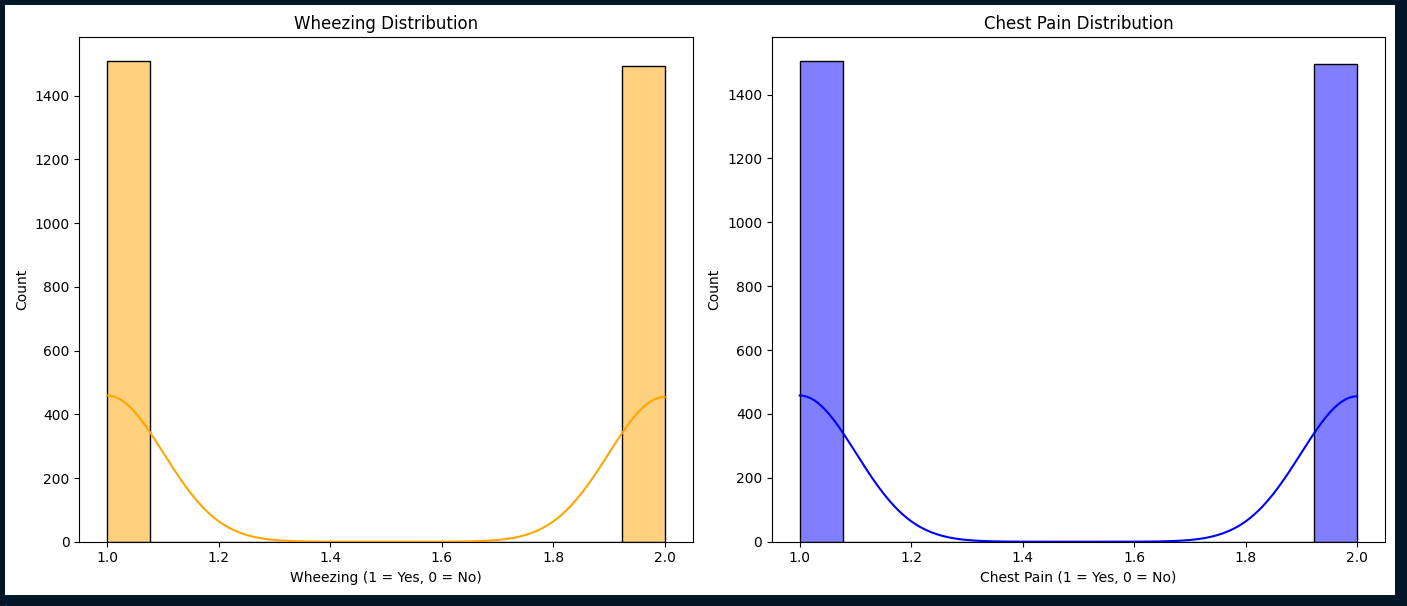 Wheezing Distribution
Count
1400
1200
1000
800
600
400
200
0
1.0 1.2 1.4 1.6 1.8 2.0
Wheezing (1 = Yes, 0 = No)
Chest Pain Distribution
Count
1400
1200
1000
800
600
400
200
0
1.0 1.2 1.4 1.6 1.8 2.0
Chest Pain (1 = Yes, 0 = No)